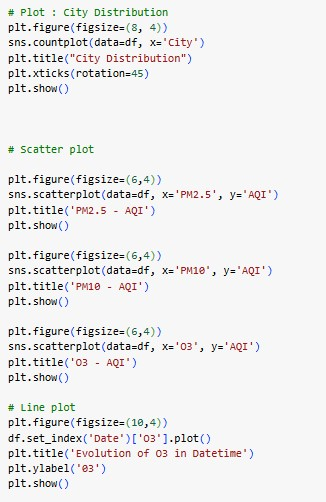 # Plot : City Distribution
plt.figure(figsize=(8, 4))
sns.countplot(data=df, x='City')
plt.title("City Distribution")
plt.xticks(rotation=45)
plt.show()
# Scatter plot
plt.figure(figsize=(6,4))
sns.scatterplot(data=df, x='PM2.5', y='AQI')
plt.title('PM2.5 - AQI')
plt.show()
plt.figure(figsize=(6,4))
sns.scatterplot(data=df, x='PM10', y='AQI')
plt.title('PM10 - AQI')
plt.show()
plt.figure(figsize=(6,4))
sns.scatterplot(data=df, x='O3', y='AQI')
plt.title('O3 - AQI')
plt.show()
# Line plot
plt.figure(figsize=(10,4))
df.set_index('Date')['O3'].plot()
plt.title('Evolution of O3 in Datetime')
plt.ylabel('03')
plt.show()